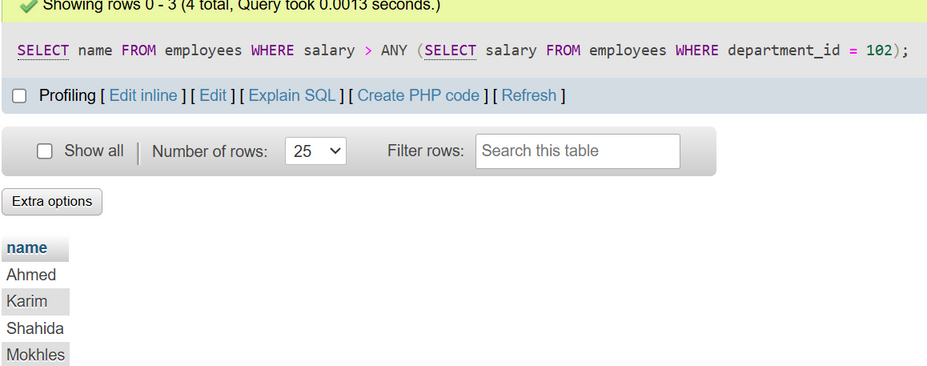 Showing rows 0 - 3 (4 total, Query took 0.0013 seconds.)
SELECT name FROM employees WHERE salary > ANY (SELECT salary FROM employees WHERE department_id = 102);
Profiling [ Edit inline ] [ Edit ] [ Explain SQL ] [ Create PHP code ] [ Refresh ]
Show all | Number of rows: 25 Filter rows: Search this table
Extra options
name
Ahmed
Karim
Shahida
Mokhles